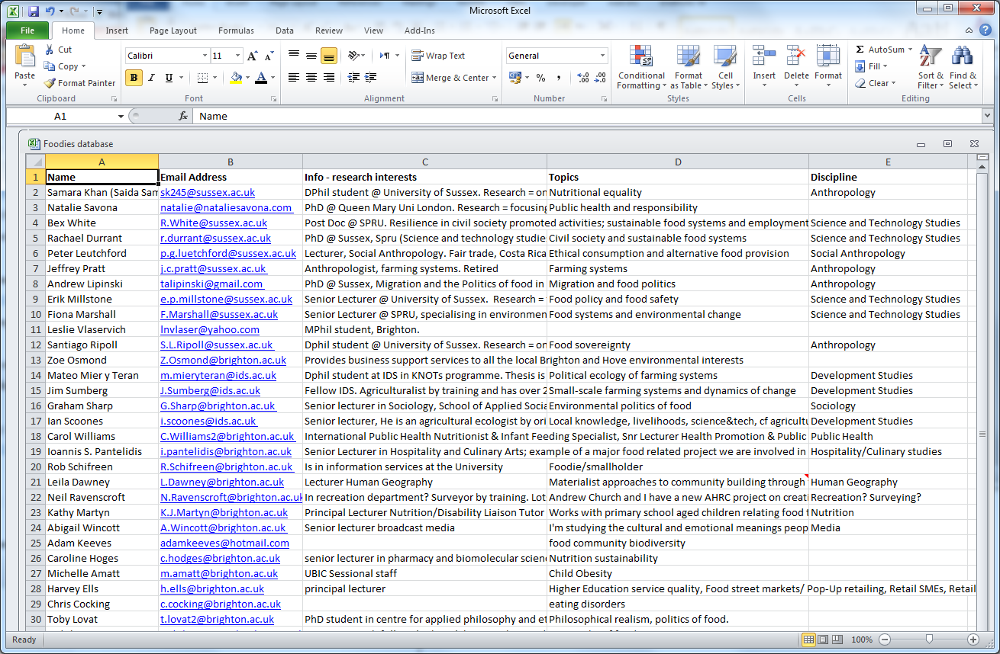 Microsoft Excel
File Home Insert Page Layout Formulas Data Review View Add-Ins
Paste Cut Copy Format Painter Clipboard
Calibri 11 B I U Font
Wrap Text Merge & Center Alignment
General % , Number
Conditional Formatting Format as Table Cell Styles Styles
Insert Delete Format Cells
Σ AutoSum Fill Clear Sort & Filter Find & Select Editing
A1 fx Name
Foodies database
A B C D E
1 Name Email Address Info - research interests Topics Discipline
2 Samara Khan (Saida Sam sk245@sussex.ac.uk DPhil student @ University of Sussex. Research = on Nutritional equality Anthropology
3 Natalie Savona natalie@nataliesavona.com PhD @ Queen Mary Uni London. Research = focusing Public health and responsibility
4 Bex White R.White@sussex.ac.uk Post Doc @ SPRU. Resilience in civil society promoted activities; sustainable food systems and employment Science and Technology Studies
5 Rachael Durrant r.durrant@sussex.ac.uk PhD @ Sussex, Spru (Science and technology studie Civil society and sustainable food systems Science and Technology Studies
6 Peter Leutchford p.g.luetchford@sussex.ac.uk Lecturer, Social Anthropology. Fair trade, Costa Rica Ethical consumption and alternative food provision Social Anthropology
7 Jeffrey Pratt j.c.pratt@sussex.ac.uk Anthropologist, farming systems. Retired Farming systems Anthropology
8 Andrew Lipinski talipinski@gmail.com PhD @ Sussex, Migration and the Politics of food in Migration and food politics Anthropology
9 Erik Millstone e.p.millstone@sussex.ac.uk Senior Lecturer @ University of Sussex. Research = Food policy and food safety Science and Technology Studies
10 Fiona Marshall F.Marshall@sussex.ac.uk Senior Lecturer @ SPRU, specialising in environmen Food systems and environmental change Science and Technology Studies
11 Leslie Vlaservich lnvlaser@yahoo.com MPhil student, Brighton.
12 Santiago Ripoll S.L.Ripoll@sussex.ac.uk Dphil student @ University of Sussex. Research = on Food sovereignty Anthropology
13 Zoe Osmond Z.Osmond@brighton.ac.uk Provides business support services to all the local Brighton and Hove environmental interests
14 Mateo Mier y Teran m.mieryteran@ids.ac.uk Dphil student at IDS in KNOTs programme. Thesis is Political ecology of farming systems Development Studies
15 Jim Sumberg J.Sumberg@ids.ac.uk Fellow IDS. Agriculturalist by training and has over 2 Small-scale farming systems and dynamics of change Development Studies
16 Graham Sharp G.Sharp@brighton.ac.uk Senior lecturer in Sociology, School of Applied Socia Environmental politics of food Sociology
17 Ian Scoones i.scoones@ids.ac.uk Senior lecturer, He is an agricultural ecologist by ori Local knowledge, livelihoods, science&tech, cf agricultu Development Studies
18 Carol Williams C.Williams2@brighton.ac.uk International Public Health Nutritionist & Infant Feeding Specialist, Snr Lecturer Health Promotion & Public Public Health
19 Ioannis S. Pantelidis i.pantelidis@brighton.ac.uk Senior Lecturer in Hospitality and Culinary Arts; example of a major food related project we are involved in Hospitality/Culinary studies
20 Rob Schifreen R.Schifreen@brighton.ac.uk Is in information services at the University Foodie/smallholder
21 Leila Dawney L.Dawney@brighton.ac.uk Lecturer Human Geography Materialist approaches to community building through Human Geography
22 Neil Ravenscroft N.Ravenscroft@brighton.ac.uk In recreation department? Surveyor by training. Lot Andrew Church and I have a new AHRC project on creati Recreation? Surveying?
23 Kathy Martyn K.J.Martyn@brighton.ac.uk Principal Lecturer Nutrition/Disability Liaison Tutor Works with primary school aged children relating food t Nutrition
24 Abigail Wincott A.Wincott@brighton.ac.uk Senior lecturer broadcast media I'm studying the cultural and emotional meanings peop Media
25 Adam Keeves adamkeeves@hotmail.com food community biodiversity
26 Caroline Hoges c.hodges@brighton.ac.uk senior lecturer in pharmacy and biomolecular scienc Nutrition sustainability
27 Michelle Amatt m.amatt@brighton.ac.uk UBIC Sessional staff Child Obesity
28 Harvey Ells h.ells@brighton.ac.uk principal lecturer Higher Education service quality, Food street markets/ Pop-Up retailing, Retail SMEs, Retail
29 Chris Cocking c.cocking@brighton.ac.uk eating disorders
30 Toby Lovat t.lovat2@brighton.ac.uk PhD student in centre for applied philosophy and et Philosophical realism, politics of food.
Ready 100%